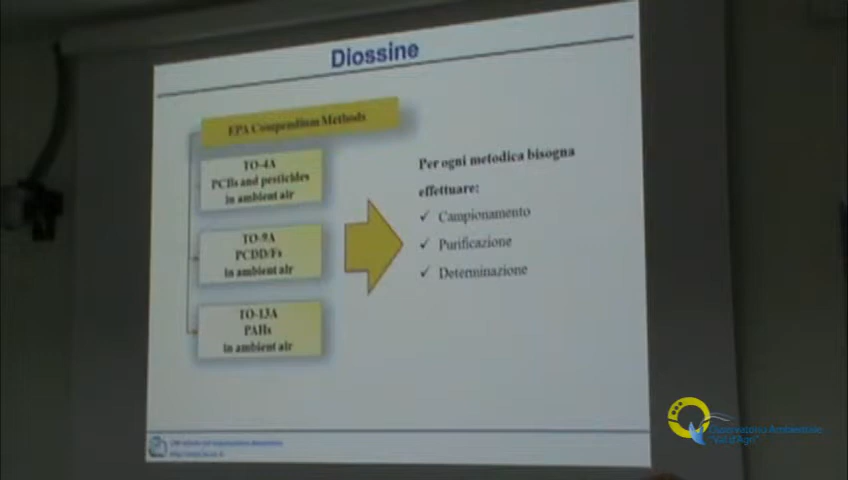 Diossine
EPA Compendium Methods
TO-4A
PCBs and pesticides
in ambient air
TO-9A
PCDD/Fs
in ambient air
TO-13A
PAHs
in ambient air
Per ogni metodica bisogna
effettuare:
✓ Campionamento
✓ Purificazione
✓ Determinazione
Osservatorio Ambientale
"Val d'Agri"